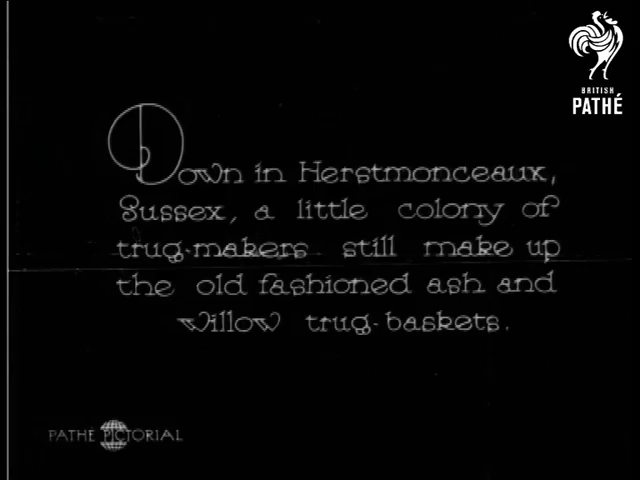 BRITISH
PATHÉ
Down in Herstmonceaux,
Sussex, a little colony of
trug-makers still make up
the old fashioned ash and
willow trug-baskets.
PATHE PICTORIAL